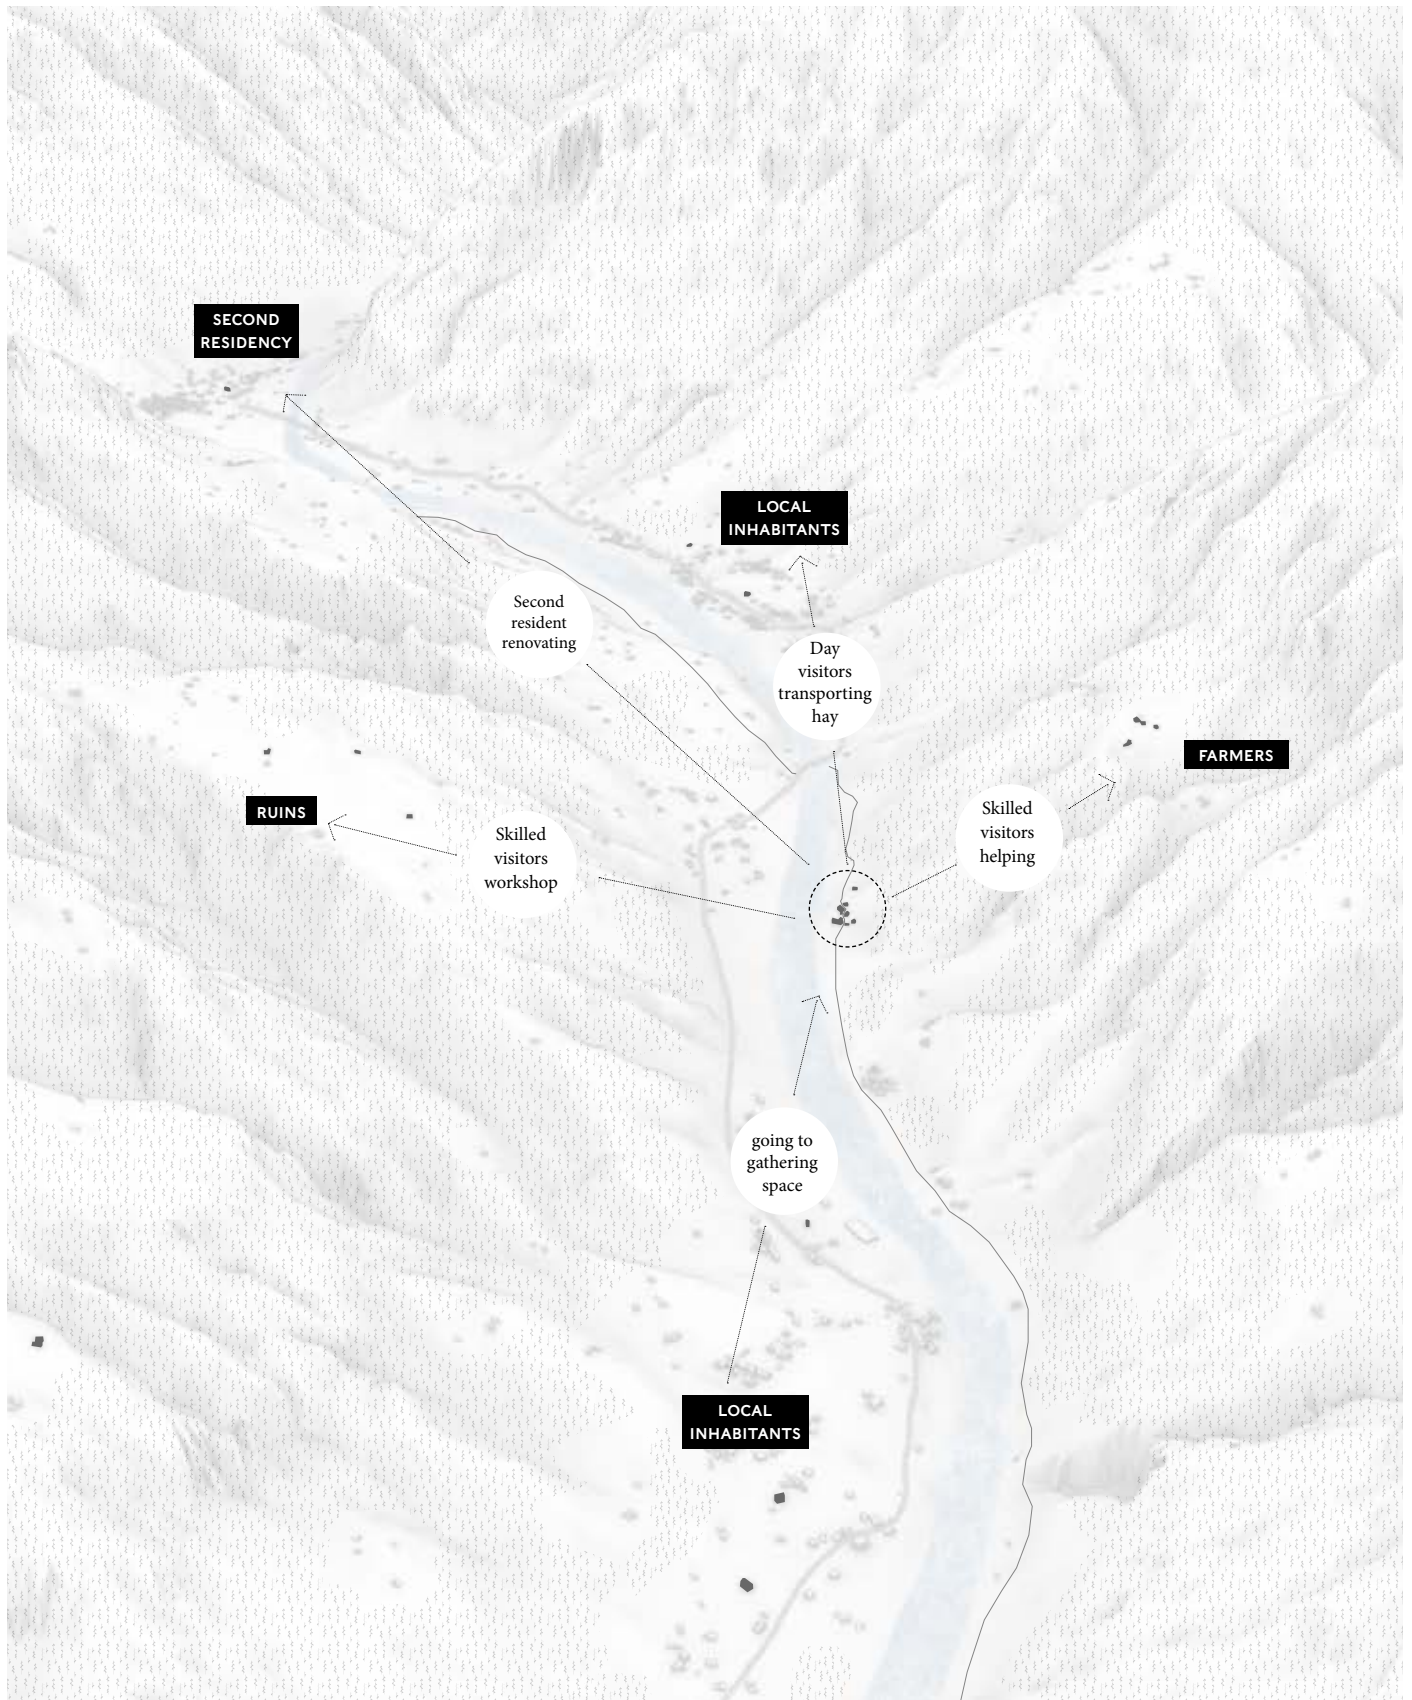 SECOND
RESIDENCY
LOCAL
INHABITANTS
Second
resident
renovating
Day
visitors
transporting
hay
FARMERS
RUINS
Skilled
visitors
helping
Skilled
visitors
workshop
going to
gathering
space
LOCAL
INHABITANTS